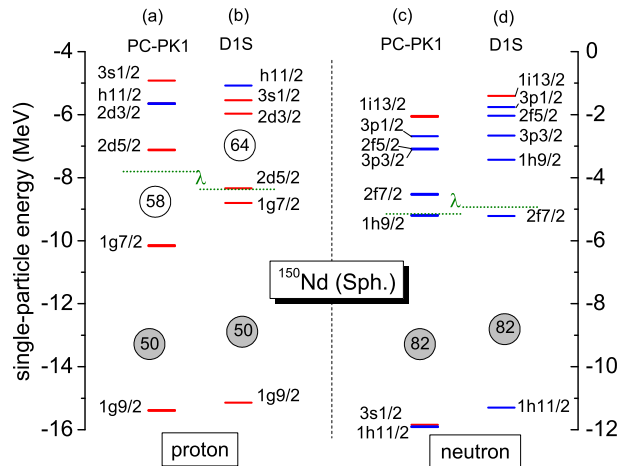 (a) (b) (c) (d)
PC-PK1 D1S PC-PK1 D1S
single-particle energy (MeV)
-4
-6
-8
-10
-12
-14
-16
3s1/2
h11/2
2d3/2
2d5/2
λ
58
1g7/2
50
1g9/2
h11/2
3s1/2
2d3/2
64
2d5/2
1g7/2
50
1g9/2
proton
150Nd (Sph.)
1i13/2
3p1/2
2f5/2
3p3/2
2f7/2
λ
1h9/2
82
3s1/2
1h11/2
1i13/2
3p1/2
2f5/2
3p3/2
1h9/2
2f7/2
82
1h11/2
neutron
0
-2
-4
-6
-8
-10
-12